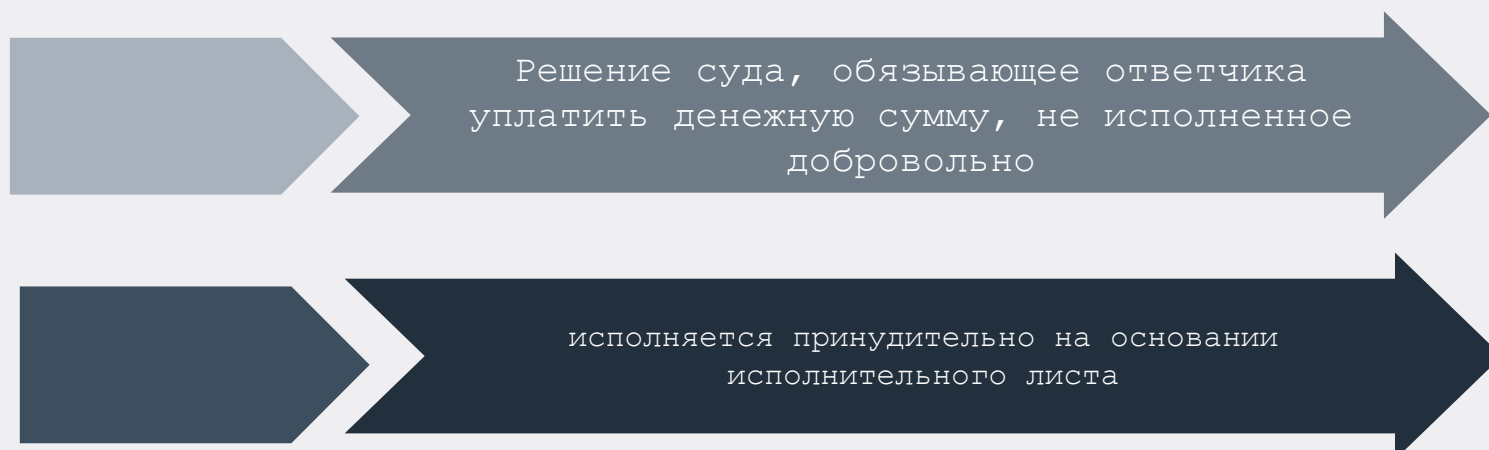 Решение суда, обязывающее ответчика
уплатить денежную сумму, не исполненное
добровольно
исполняется принудительно на основании
исполнительного листа